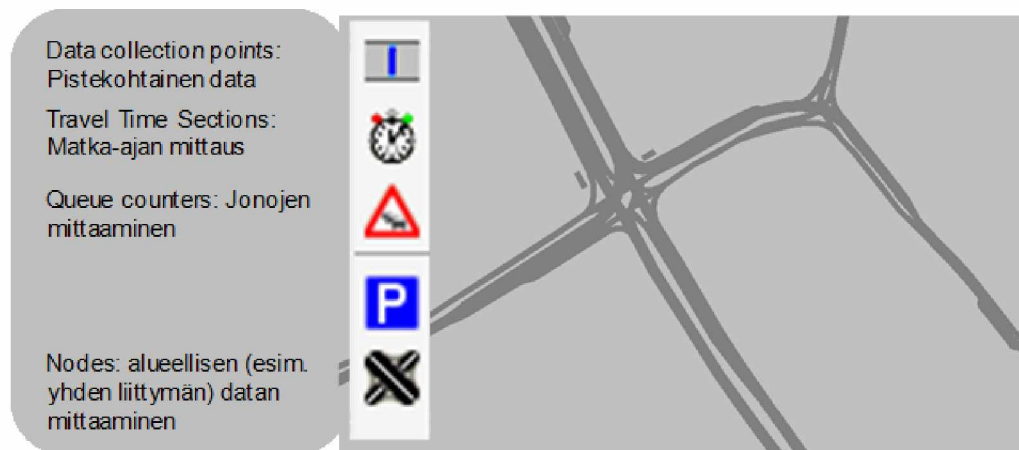 Data collection points:
Pistekohtainen data
Travel Time Sections:
Matka-ajan mittaus
Queue counters: Jonojen
mittaaminen
P
Nodes: alueellisen (esim.
yhden liittymän) datan
mittaaminen